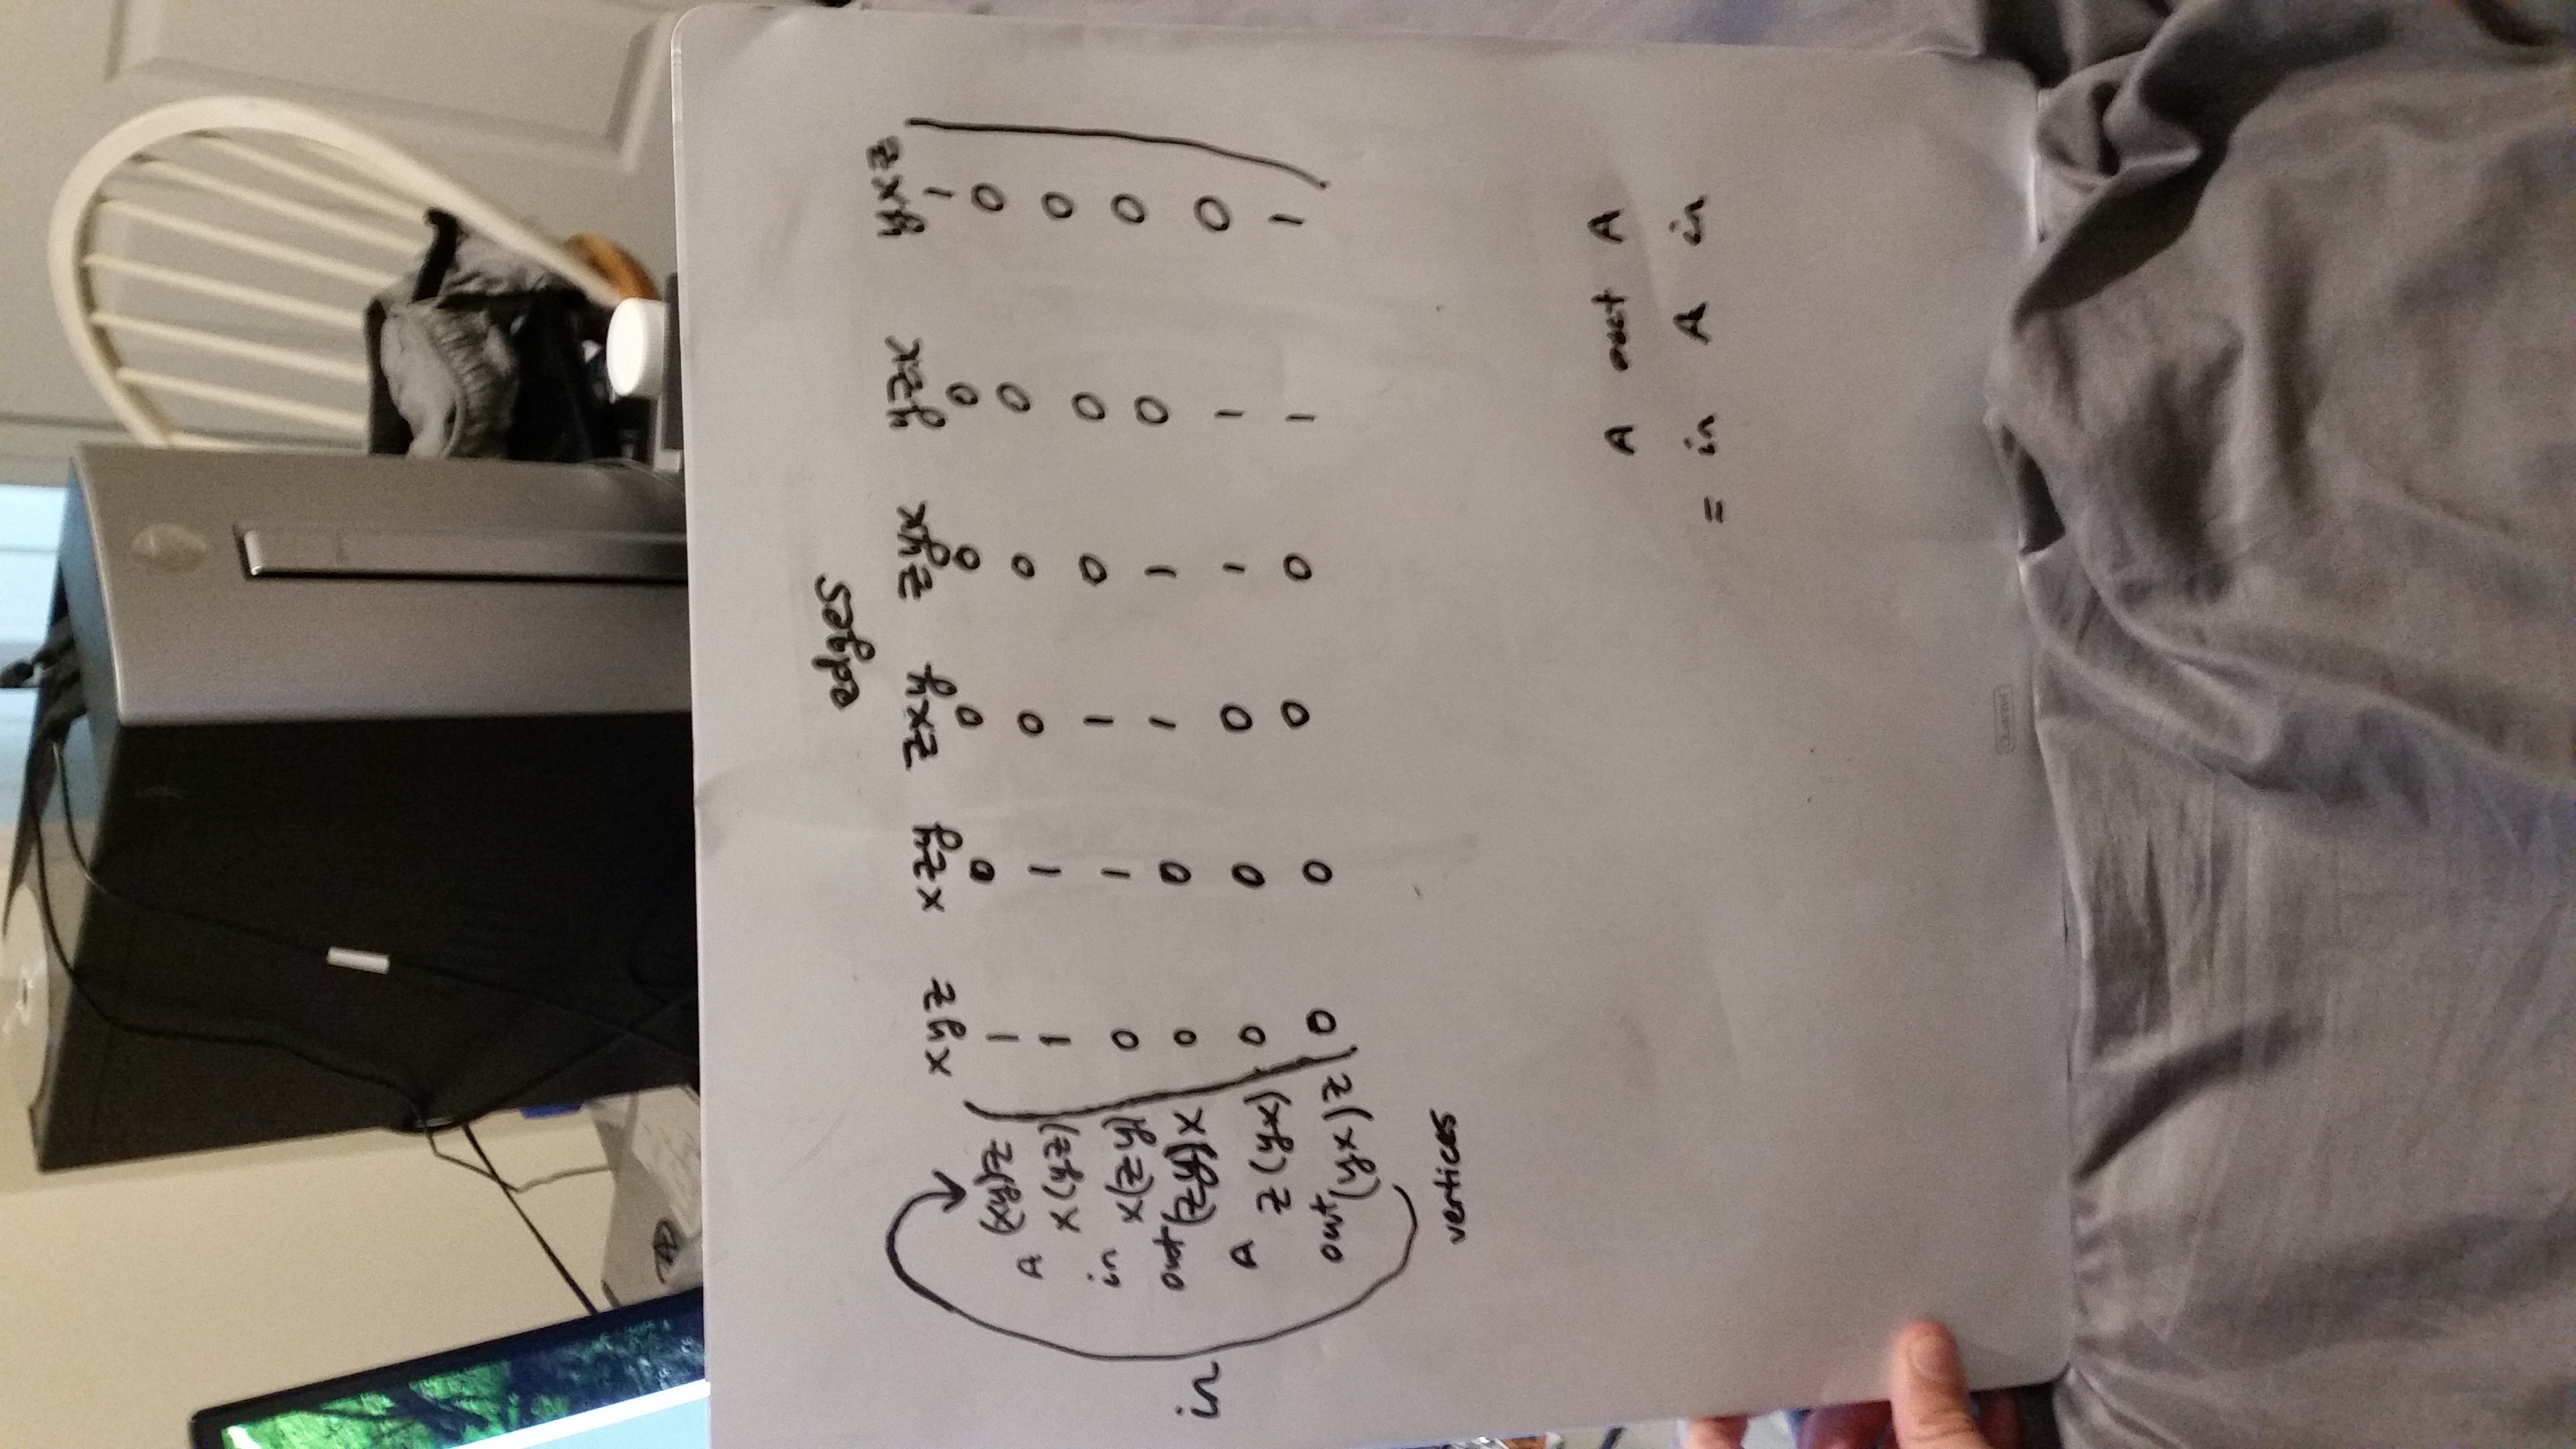 edges
xyz xzy zxy zyx yzx yxz
(xy)z 1 0 0 0 0 1
A
x(yz) 1 1 0 0 0 0
in
x(zy) 0 1 1 0 0 0
out
(zy)x 0 0 1 1 0 0
A
z(yx) 0 0 0 1 1 0
out
(yx)z 0 0 0 0 1 1
in
vertices
A out A
= in A in
Quartet